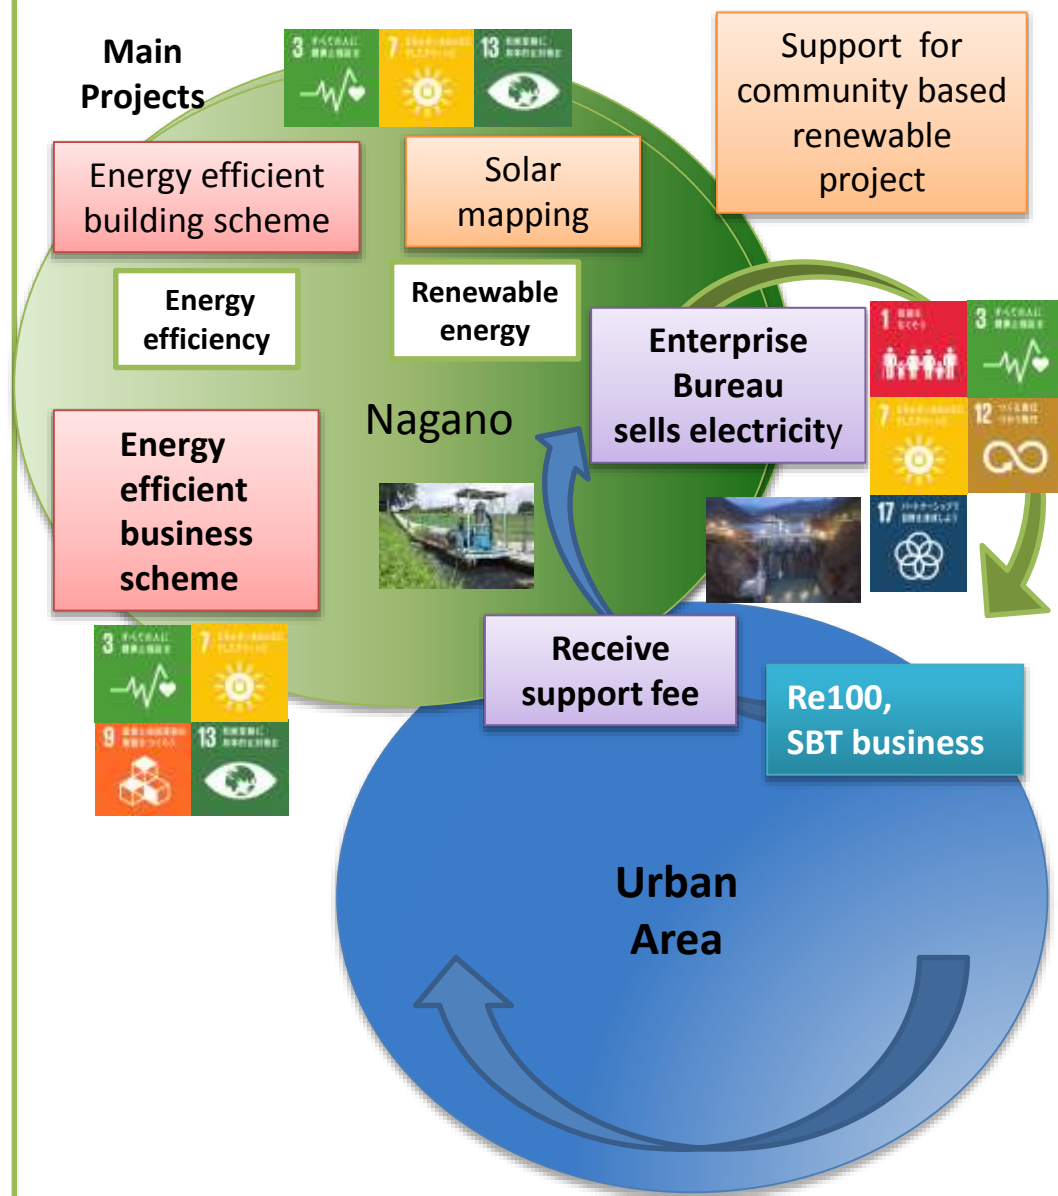 Main
Projects
3
7
13
Support for
community based
renewable
project
Energy efficient
building scheme
Solar
mapping
Energy
efficiency
Renewable
energy
Enterprise
Bureau
sells electricity
1
3
7
12
17
Nagano
Energy
efficient
business
scheme
3
7
9
13
Receive
support fee
Re100,
SBT business
Urban
Area